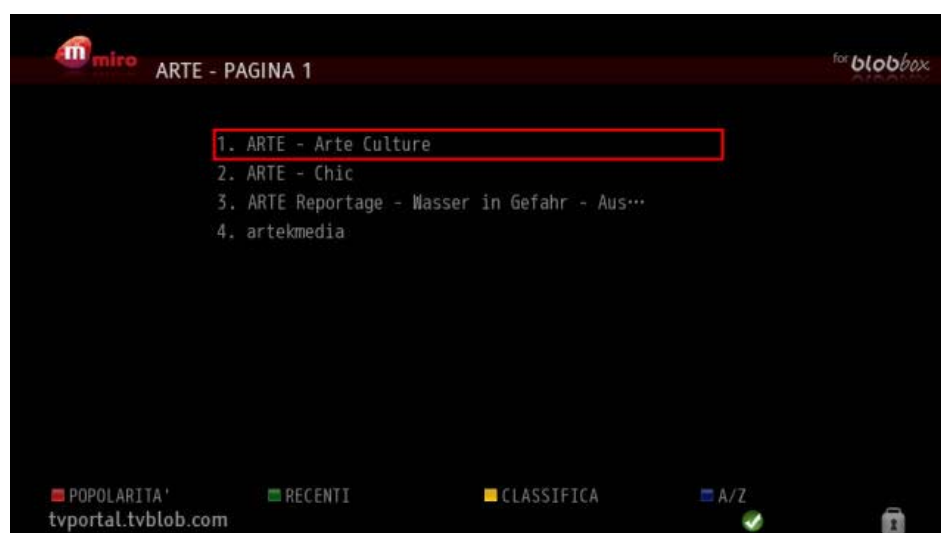 miro
ARTE - PAGINA 1
for blobbox
1. ARTE - Arte Culture
2. ARTE - Chic
3. ARTE Reportage - Wasser in Gefahr - Aus…
4. artekmedia
POPOLARITA' RECENTI CLASSIFICA A/Z
tvportal.tvblob.com